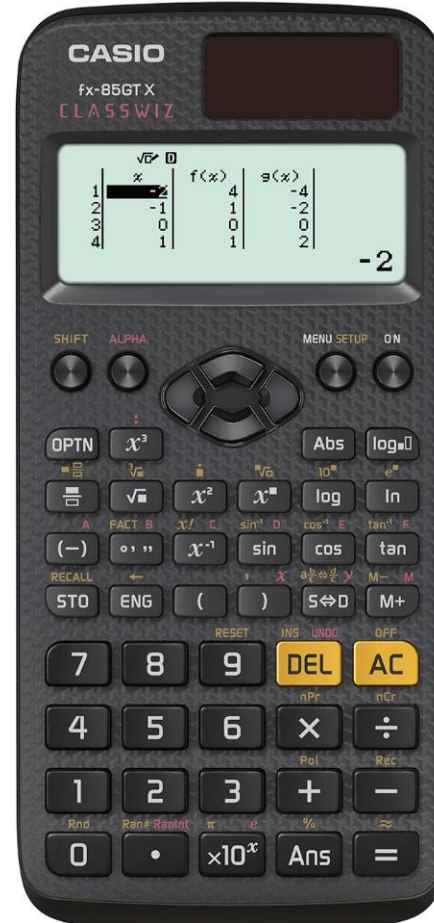 CASIO
fx-85GT X
CLASSWIZ
√▱ D
x f(x) g(x)
1 -2 4 -4
2 -1 1 -2
3 0 0 0
4 1 1 2
-2
SHIFT ALPHA MENU SETUP ON
:
OPTN x³ Abs log▪▯
▪⌸ ³√▪ ▪̇ ▪√▫ 10▪ e▪
⌸ √▪ x² x▪ log ln
A FACT B x! C sin⁻¹ D cos⁻¹ E tan⁻¹ F
(−) ° ’ ” x⁻¹ sin cos tan
RECALL ← , x a b/c⇔d/c y M− M
STO ENG ( ) S⇔D M+
RESET INS UNDO OFF
7 8 9 DEL AC
nPr nCr
4 5 6 × ÷
Pol Rec
1 2 3 + −
Rnd Ran# RanInt π e % ≈
0 • ×10ˣ Ans =